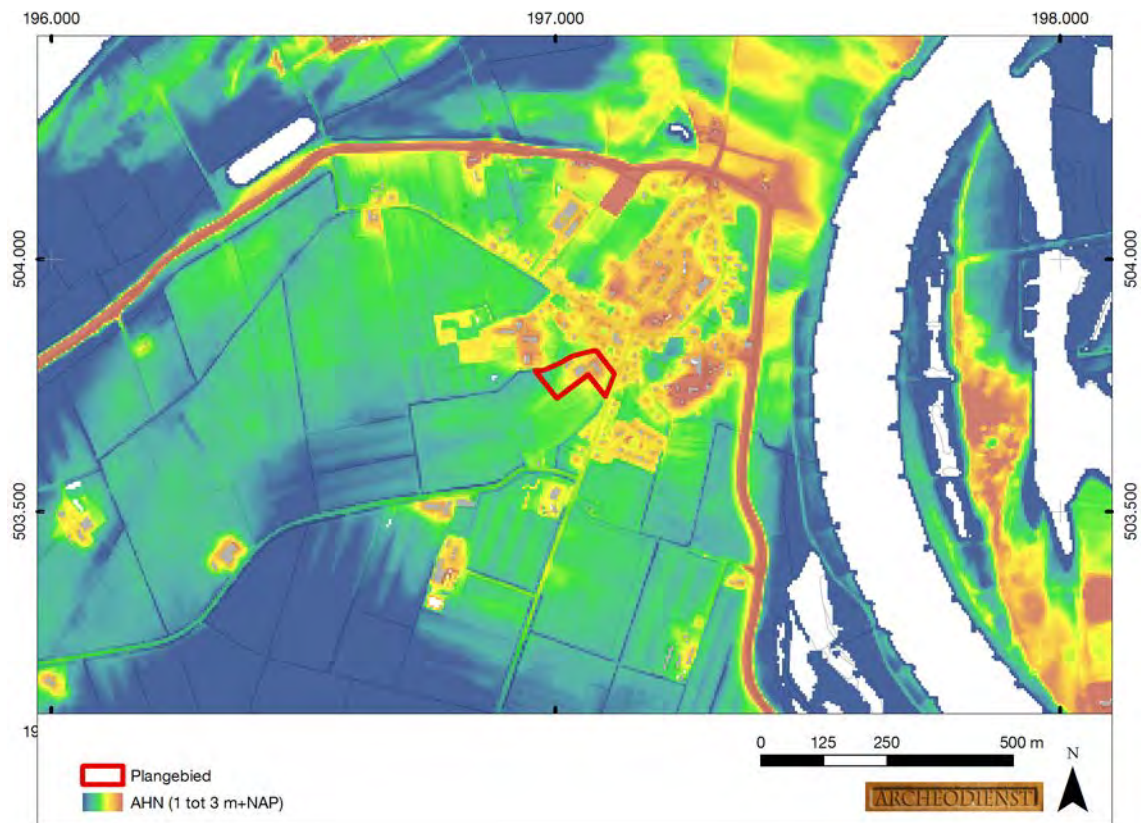 196.000 197.000 198.000
504.000 504.000
503.500 503.500
19
0 125 250 500 m
N
Plangebied
AHN (1 tot 3 m+NAP)
ARCHEODIENST